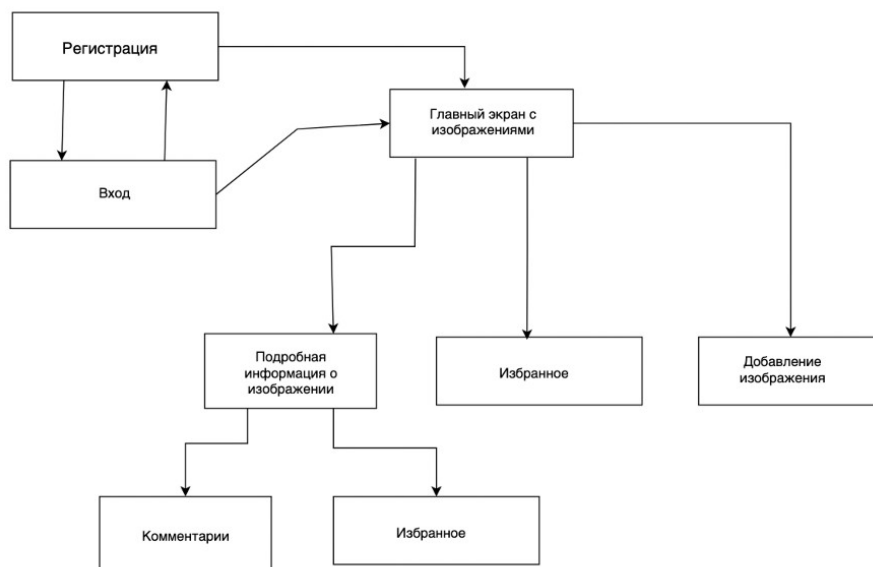 Регистрация
Главный экран с
изображениями
Вход
Подробная
информация о
изображении
Избранное
Добавление
изображения
Комментарии
Избранное